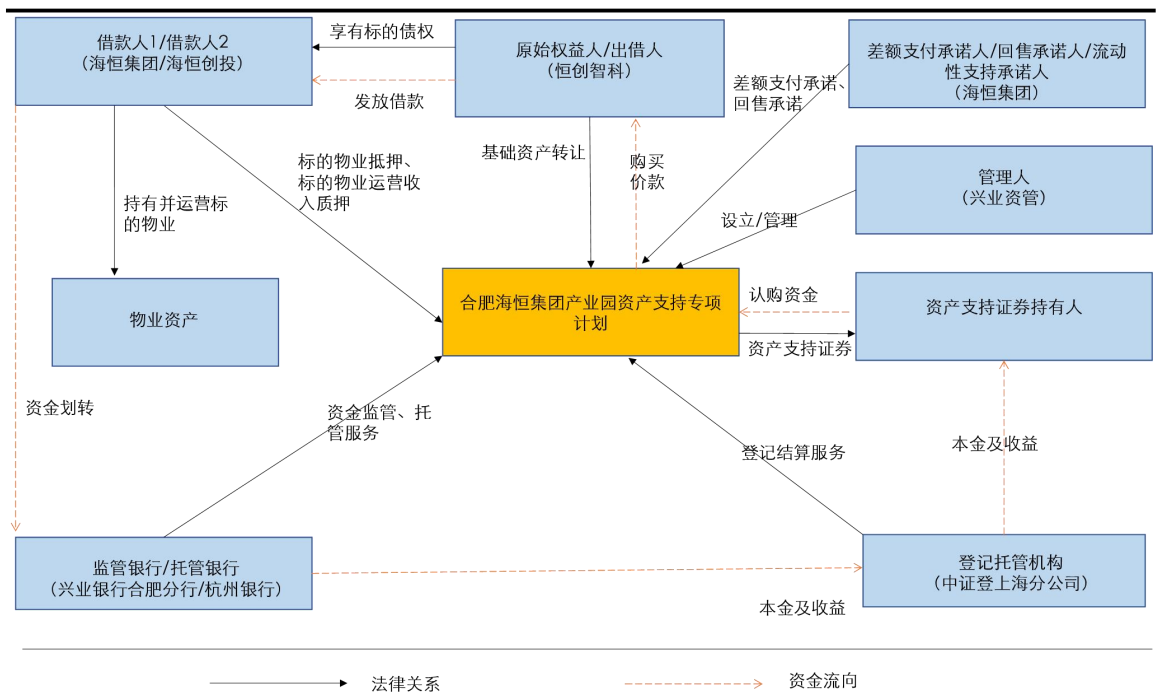 借款人1/借款人2
(海恒集团/海恒创投)
享有标的债权
发放借款
原始权益人/出借人
(恒创智科)
差额支付承诺人/回售承诺人/流动
性支持承诺人
(海恒集团)
差额支付承诺、
回售承诺
基础资产转让
购买
价款
标的物业抵押、
标的物业运营收
入质押
持有并运营标
的物业
管理人
(兴业资管)
设立/管理
物业资产
合肥海恒集团产业园资产支持专项
计划
认购资金
资产支持证券
资产支持证券持有人
资金划转
资金监管、托
管服务
登记结算服务
本金及收益
监管银行/托管银行
(兴业银行合肥分行/杭州银行)
本金及收益
登记托管机构
(中证登上海分公司)
法律关系
资金流向